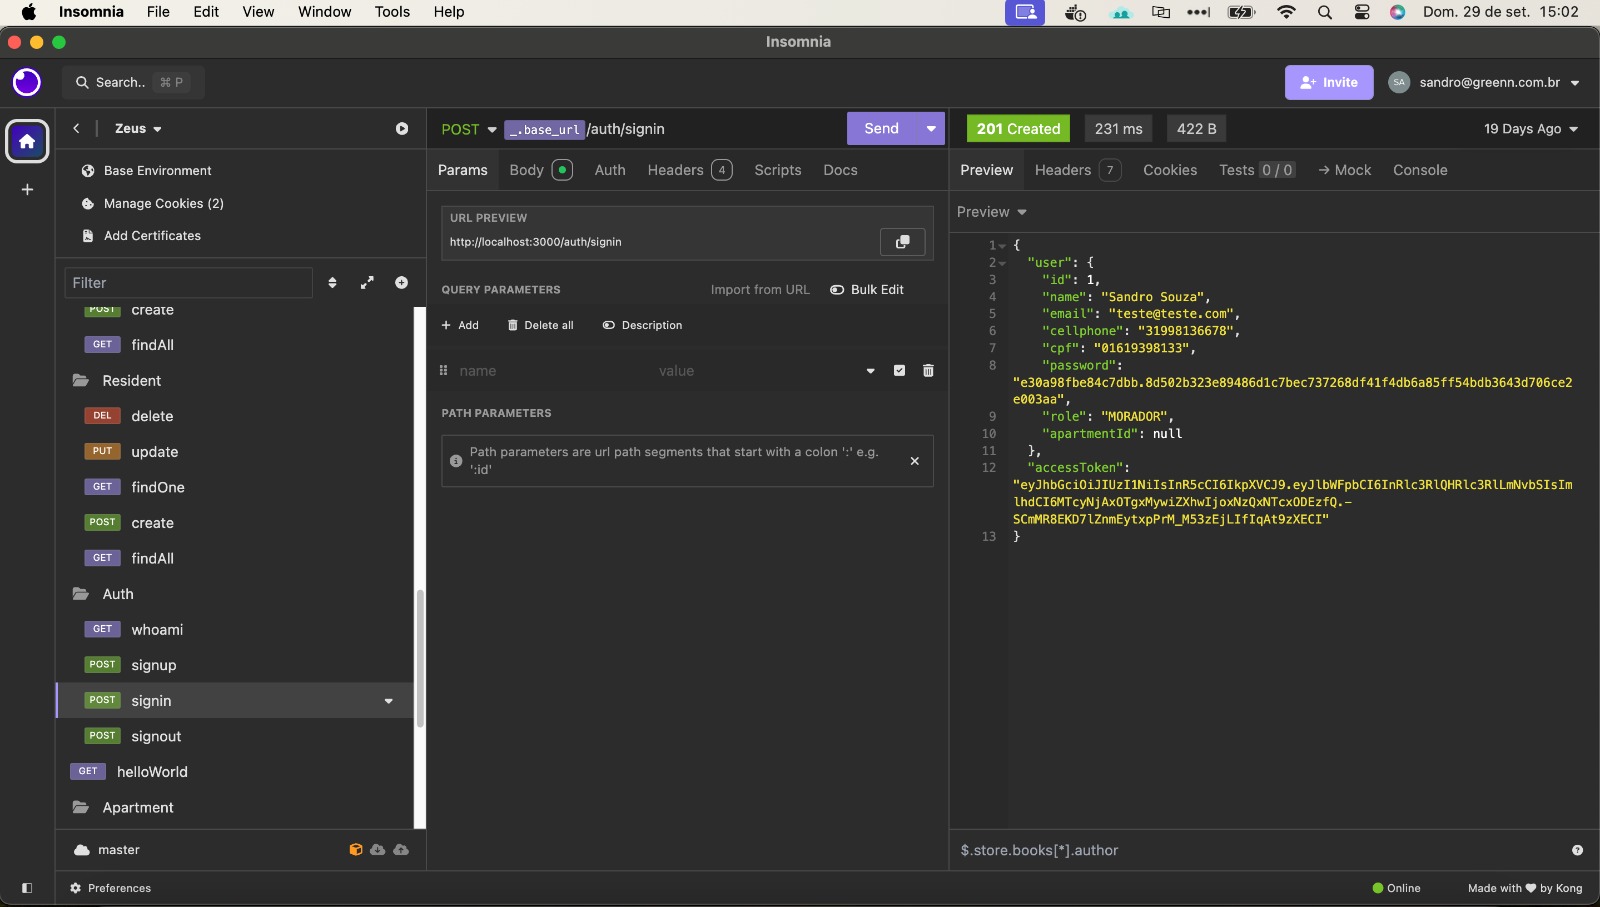 Insomnia File Edit View Window Tools Help Dom. 29 de set. 15:02
Insomnia
Search.. ⌘ P Invite SA sandro@greenn.com.br
Zeus
Base Environment
Manage Cookies (2)
Add Certificates
Filter
POST create
GET findAll
Resident
DEL delete
PUT update
GET findOne
POST create
GET findAll
Auth
GET whoami
POST signup
POST signin
POST signout
GET helloWorld
Apartment
master
Preferences
POST _.base_url /auth/signin Send
Params Body Auth Headers 4 Scripts Docs
URL PREVIEW
http://localhost:3000/auth/signin
QUERY PARAMETERS Import from URL Bulk Edit
+ Add Delete all Description
name value
PATH PARAMETERS
Path parameters are url path segments that start with a colon ':' e.g.
':id'
201 Created 231 ms 422 B 19 Days Ago
Preview Headers 7 Cookies Tests 0 / 0 → Mock Console
Preview
1 {
2 "user": {
3 "id": 1,
4 "name": "Sandro Souza",
5 "email": "teste@teste.com",
6 "cellphone": "31998136678",
7 "cpf": "01619398133",
8 "password":
"e30a98fbe84c7dbb.8d502b323e89486d1c7bec737268df41f4db6a85ff54bdb3643d706ce2
e003aa",
9 "role": "MORADOR",
10 "apartmentId": null
11 },
12 "accessToken":
"eyJhbGciOiJIUzI1NiIsInR5cCI6IkpXVCJ9.eyJlbWFpbCI6InRlc3RlQHRlc3RlLmNvbSIsIm
lhdCI6MTcyNjAxOTgxMywiZXhwIjoxNzQxNTcxODEzfQ.-
SCmMR8EKD7lZnmEytxpPrM_M53zEjLIfIqAt9zXECI"
13 }
$.store.books[*].author
Online Made with ♥ by Kong